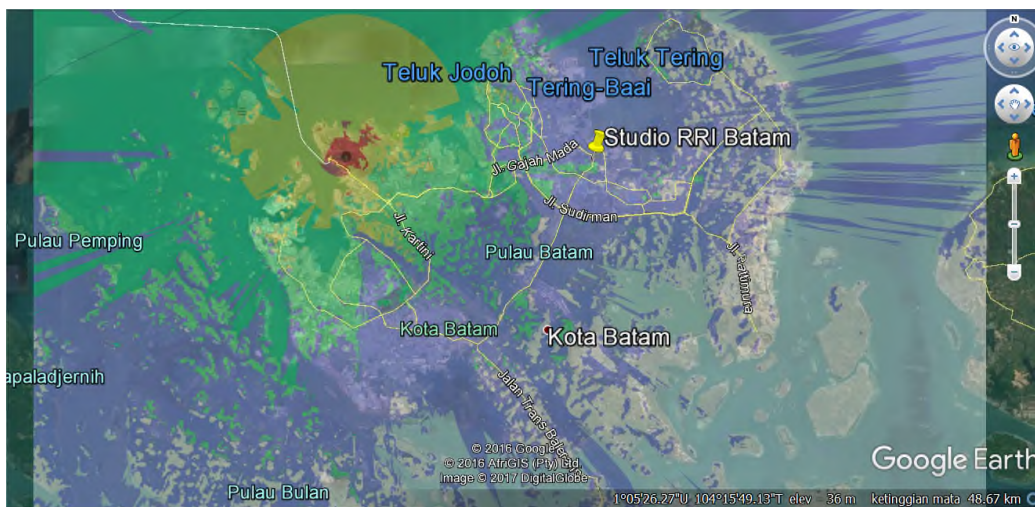 N
Teluk Jodoh
Teluk Tering
Tering-Baai
Studio RRI Batam
Jl. Gajah Mada
Jl. Sudirman
Jl. Kartini
Pulau Pemping
Pulau Batam
Jl. Pattimura
Kota Batam
Kota Batam
apaladjernih
Jalan Trans
Pulau Bulan
© 2016 Google
© 2016 AfriGIS (Pty) Ltd.
Image © 2017 DigitalGlobe
Google Earth
1°05'26.27"U 104°15'49.13"T elev 36 m ketinggian mata 48.67 km